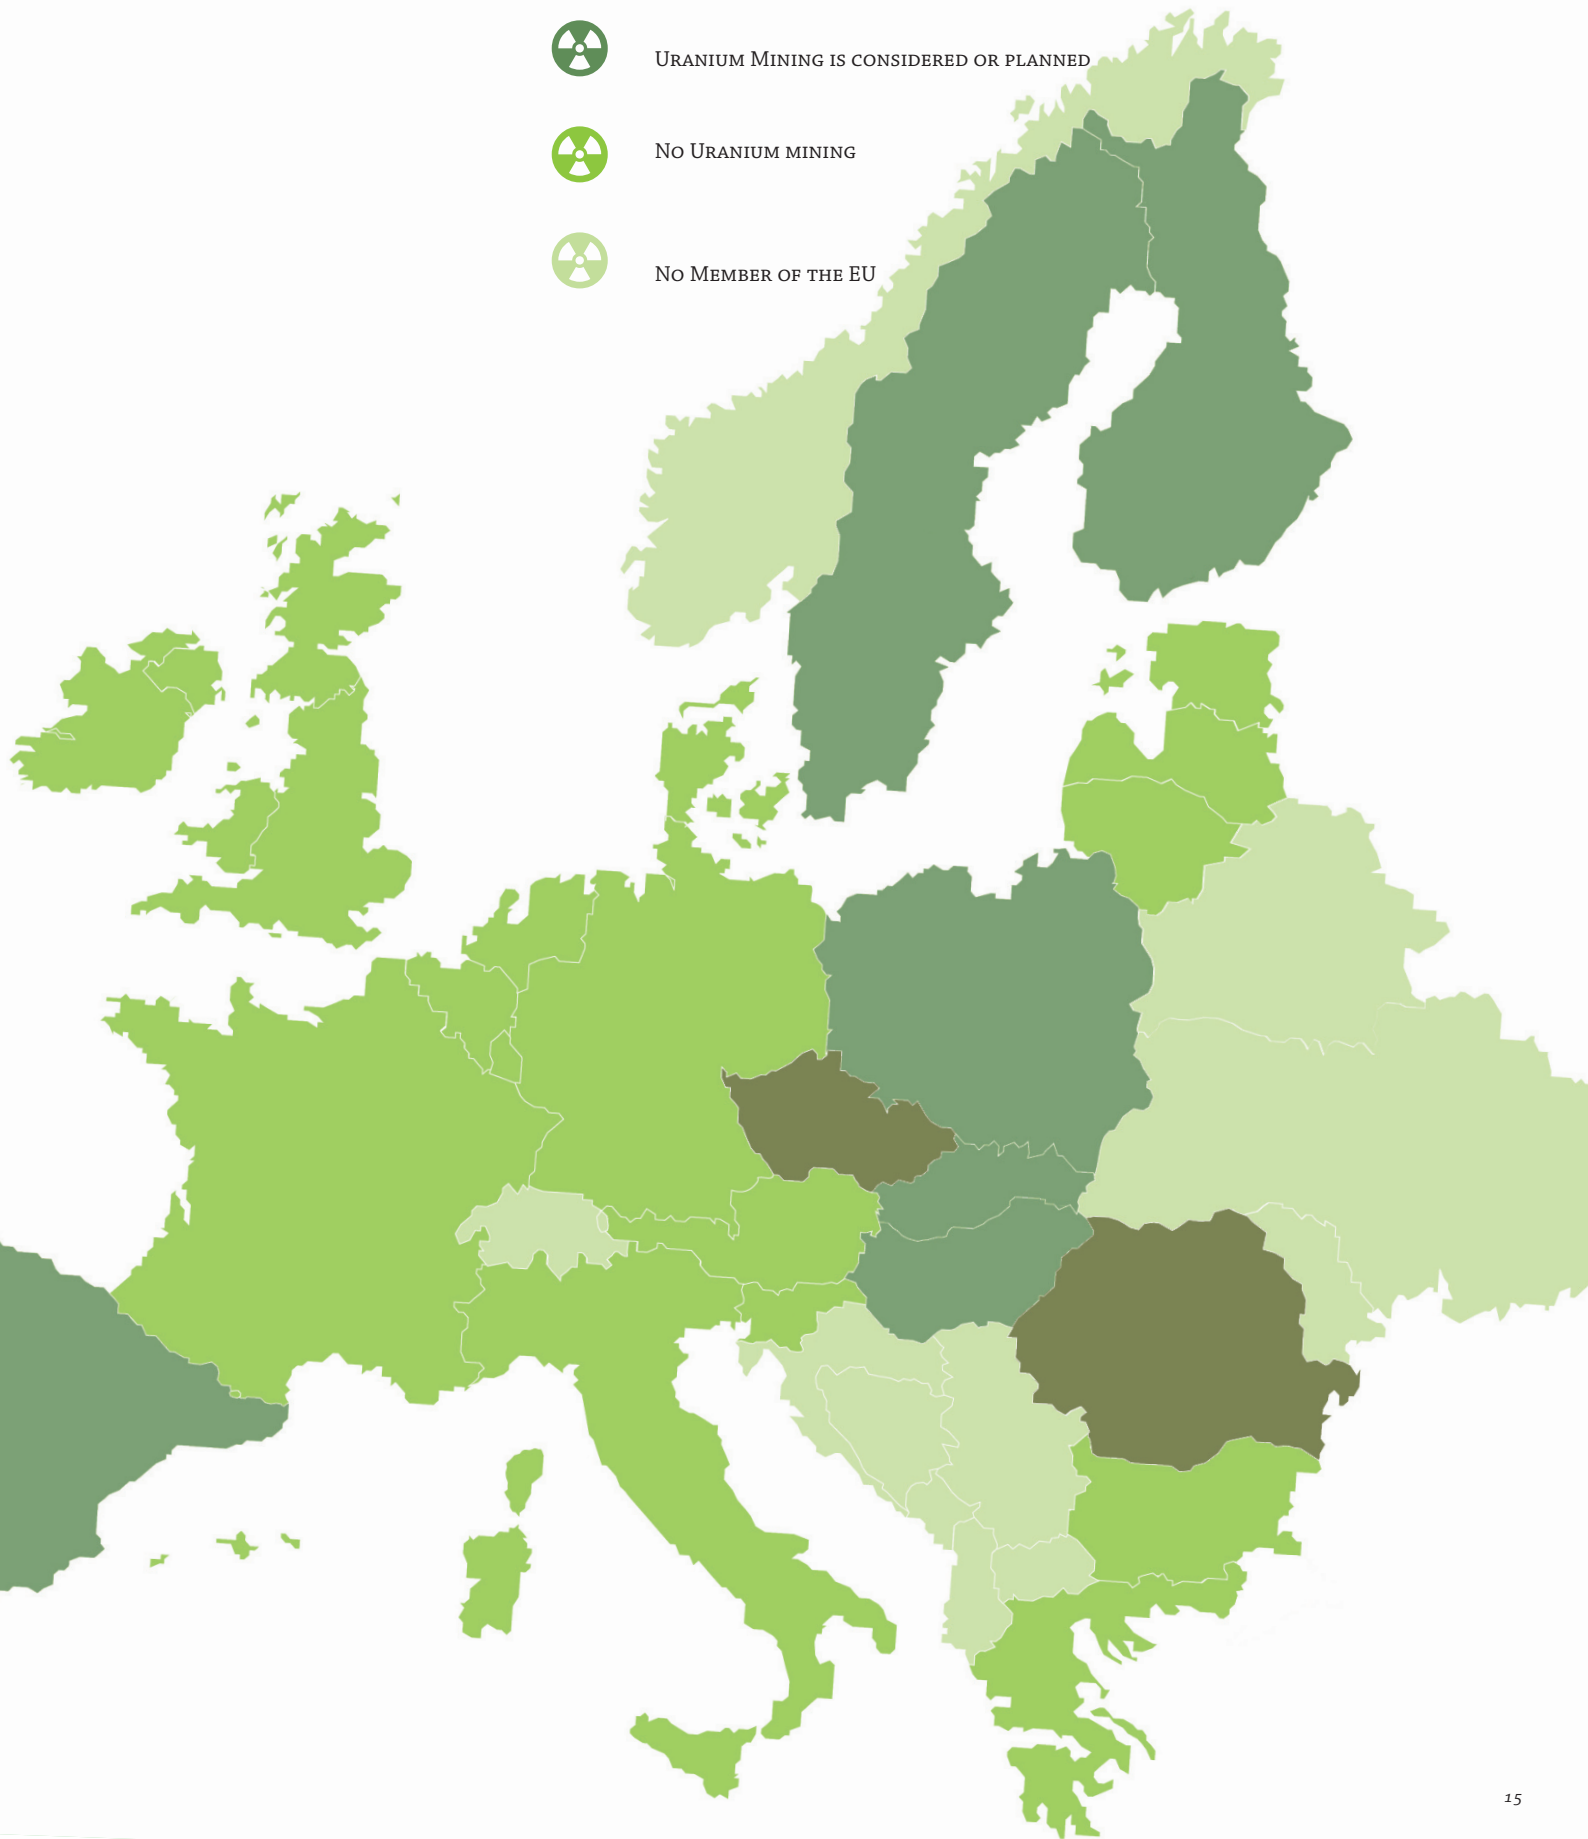 Uranium Mining is considered or planned
No Uranium mining
No Member of the EU
15